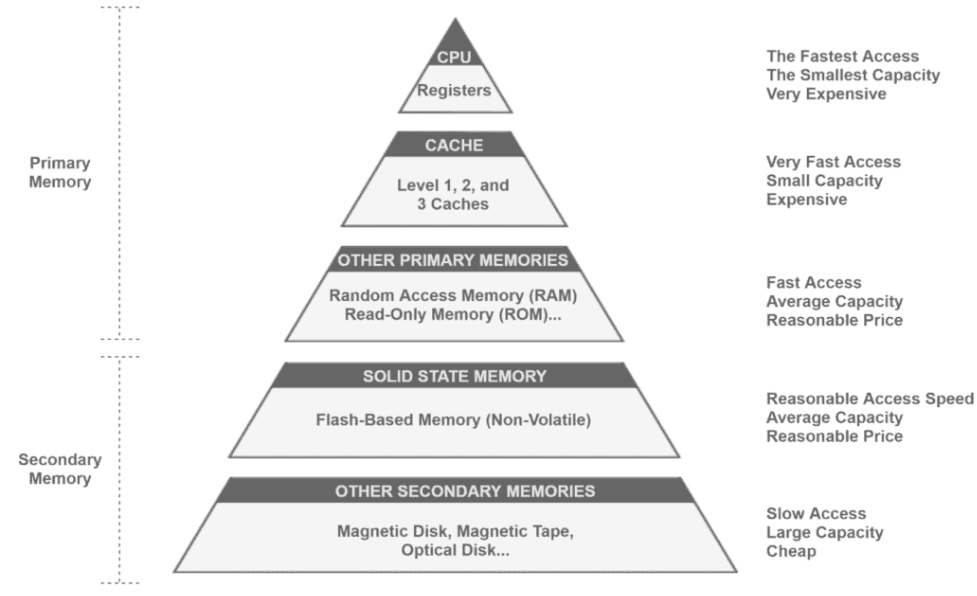 CPU
Registers
The Fastest Access
The Smallest Capacity
Very Expensive
Primary
Memory
CACHE
Level 1, 2, and
3 Caches
Very Fast Access
Small Capacity
Expensive
OTHER PRIMARY MEMORIES
Random Access Memory (RAM)
Read-Only Memory (ROM)...
Fast Access
Average Capacity
Reasonable Price
Secondary
Memory
SOLID STATE MEMORY
Flash-Based Memory (Non-Volatile)
Reasonable Access Speed
Average Capacity
Reasonable Price
OTHER SECONDARY MEMORIES
Magnetic Disk, Magnetic Tape,
Optical Disk...
Slow Access
Large Capacity
Cheap